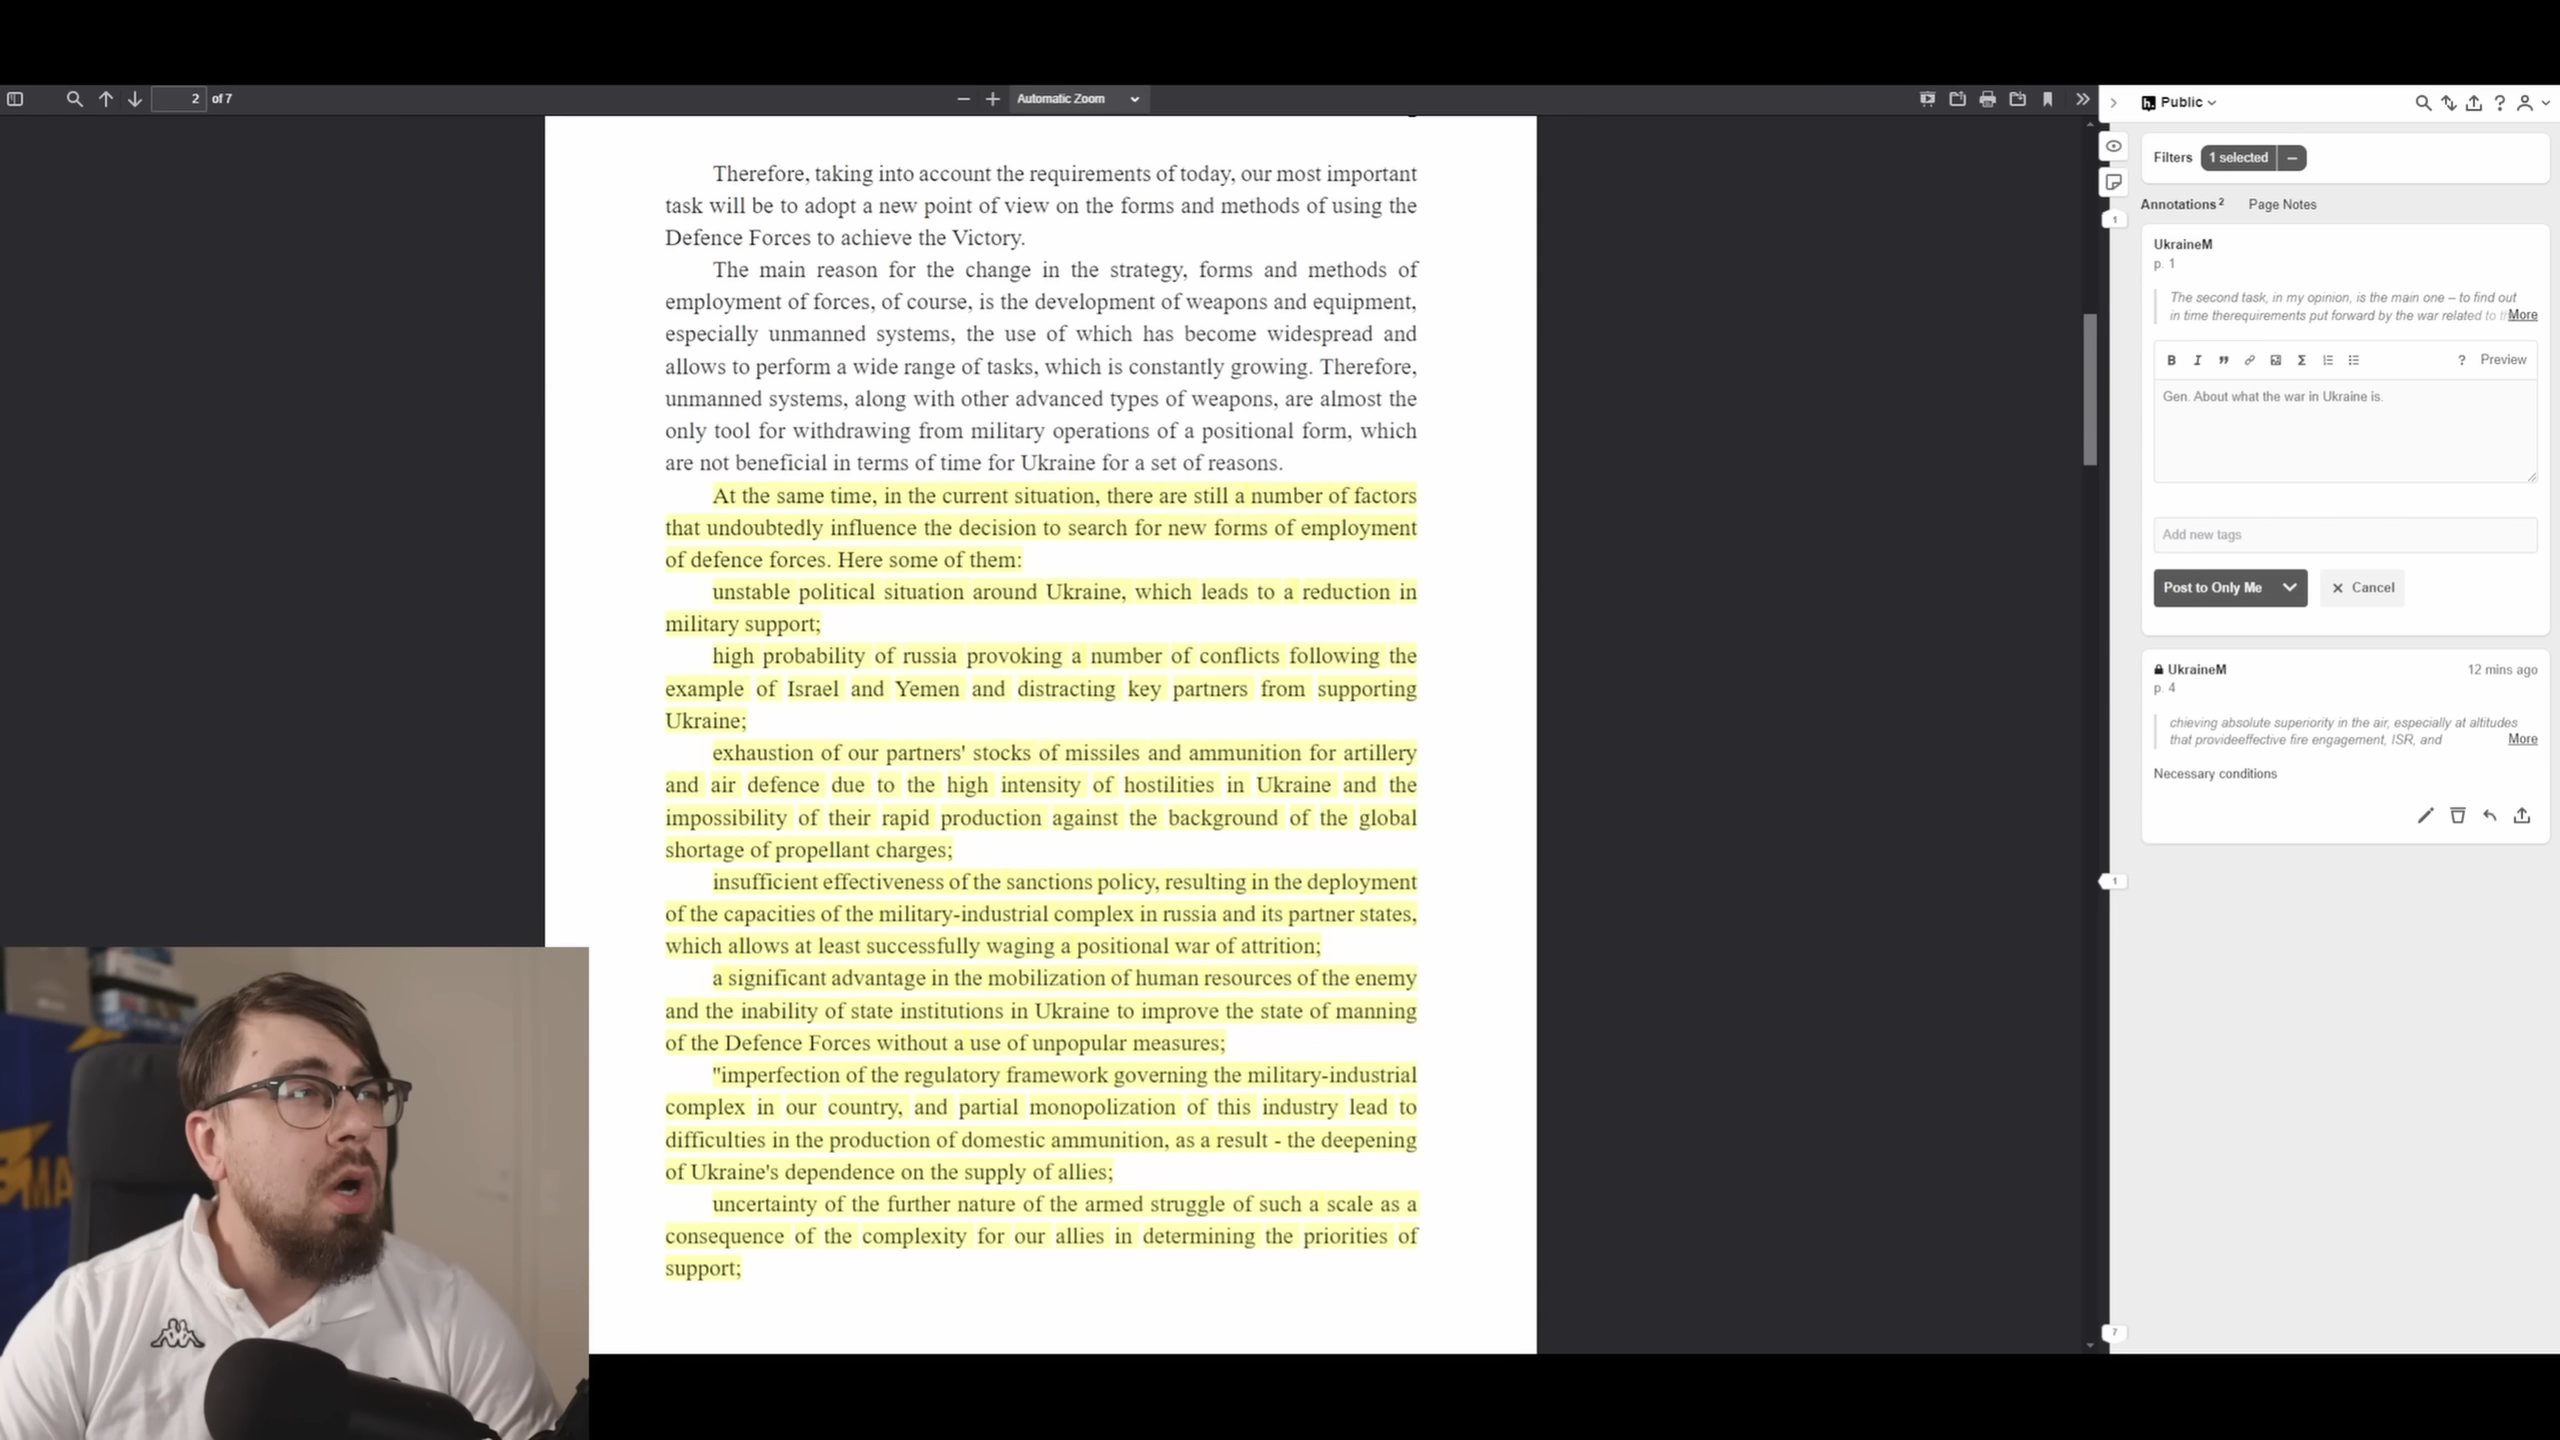 2 of 7
Automatic Zoom
Therefore, taking into account the requirements of today, our most important
task will be to adopt a new point of view on the forms and methods of using the
Defence Forces to achieve the Victory.
The main reason for the change in the strategy, forms and methods of
employment of forces, of course, is the development of weapons and equipment,
especially unmanned systems, the use of which has become widespread and
allows to perform a wide range of tasks, which is constantly growing. Therefore,
unmanned systems, along with other advanced types of weapons, are almost the
only tool for withdrawing from military operations of a positional form, which
are not beneficial in terms of time for Ukraine for a set of reasons.
At the same time, in the current situation, there are still a number of factors
that undoubtedly influence the decision to search for new forms of employment
of defence forces. Here some of them:
unstable political situation around Ukraine, which leads to a reduction in
military support;
high probability of russia provoking a number of conflicts following the
example of Israel and Yemen and distracting key partners from supporting
Ukraine;
exhaustion of our partners' stocks of missiles and ammunition for artillery
and air defence due to the high intensity of hostilities in Ukraine and the
impossibility of their rapid production against the background of the global
shortage of propellant charges;
insufficient effectiveness of the sanctions policy, resulting in the deployment
of the capacities of the military-industrial complex in russia and its partner states,
which allows at least successfully waging a positional war of attrition;
a significant advantage in the mobilization of human resources of the enemy
and the inability of state institutions in Ukraine to improve the state of manning
of the Defence Forces without a use of unpopular measures;
"imperfection of the regulatory framework governing the military-industrial
complex in our country, and partial monopolization of this industry lead to
difficulties in the production of domestic ammunition, as a result - the deepening
of Ukraine's dependence on the supply of allies;
uncertainty of the further nature of the armed struggle of such a scale as a
consequence of the complexity for our allies in determining the priorities of
support;
Public
Filters 1 selected
Annotations 2 Page Notes
1
UkraineM
p. 1
The second task, in my opinion, is the main one – to find out
in time therequirements put forward by the war related to More
B I ? Preview
Gen. About what the war in Ukraine is.
Add new tags
Post to Only Me Cancel
UkraineM 12 mins ago
p. 4
chieving absolute superiority in the air, especially at altitudes
that provideeffective fire engagement, ISR, and More
Necessary conditions
1
7
MA